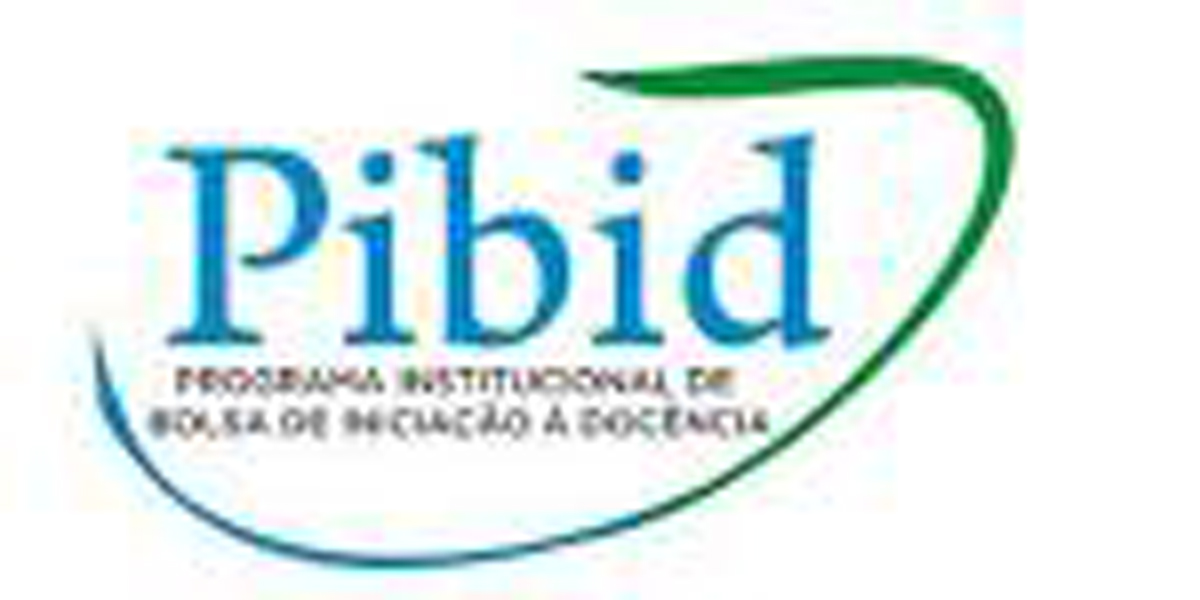 Pibid
PROGRAMA INSTITUCIONAL DE
BOLSA DE INICIAÇÃO À DOCÊNCIA